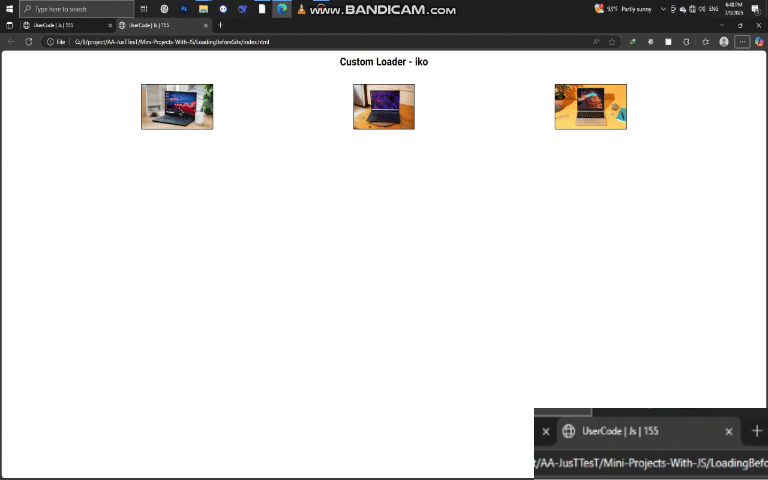 Type here to search
www.BANDICAM.com
93°F Partly sunny
ENG
6:48 PM
7/3/2025
UserCode | Js | 155
UserCode | Js | 155
File
G:/8/project/AA-JusTTesT/Mini-Projects-With-JS/LoadingBeforeSite/index.html
Custom Loader - iko
UserCode | Js | 155
/AA-JusTTesT/Mini-Projects-With-JS/LoadingBefo